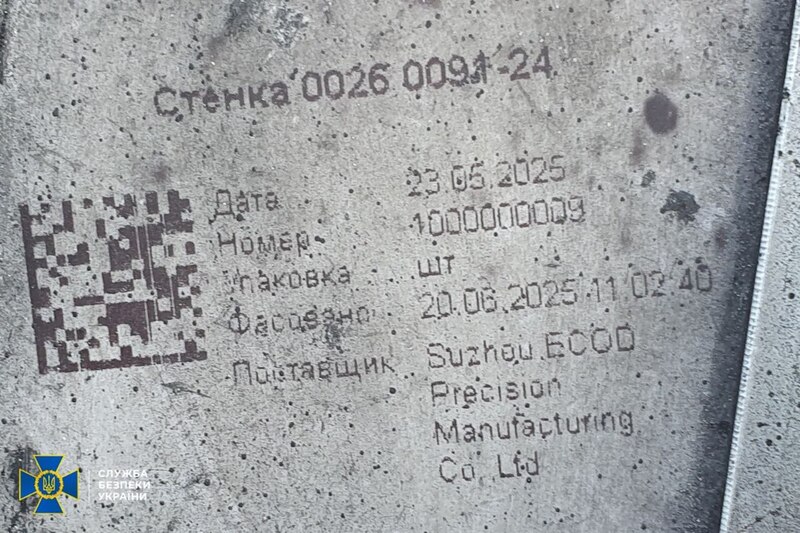 Стенка 0026 0091-24
Дата 23.05.2025
Номер 1000000009
Упаковка шт
Фасовано 20.06.2025 11:02:40
Поставщик Suzhou ECOD
Precision
Manufacturing
Co.,Ltd
СЛУЖБА
БЕЗПЕКИ
УКРАЇНИ